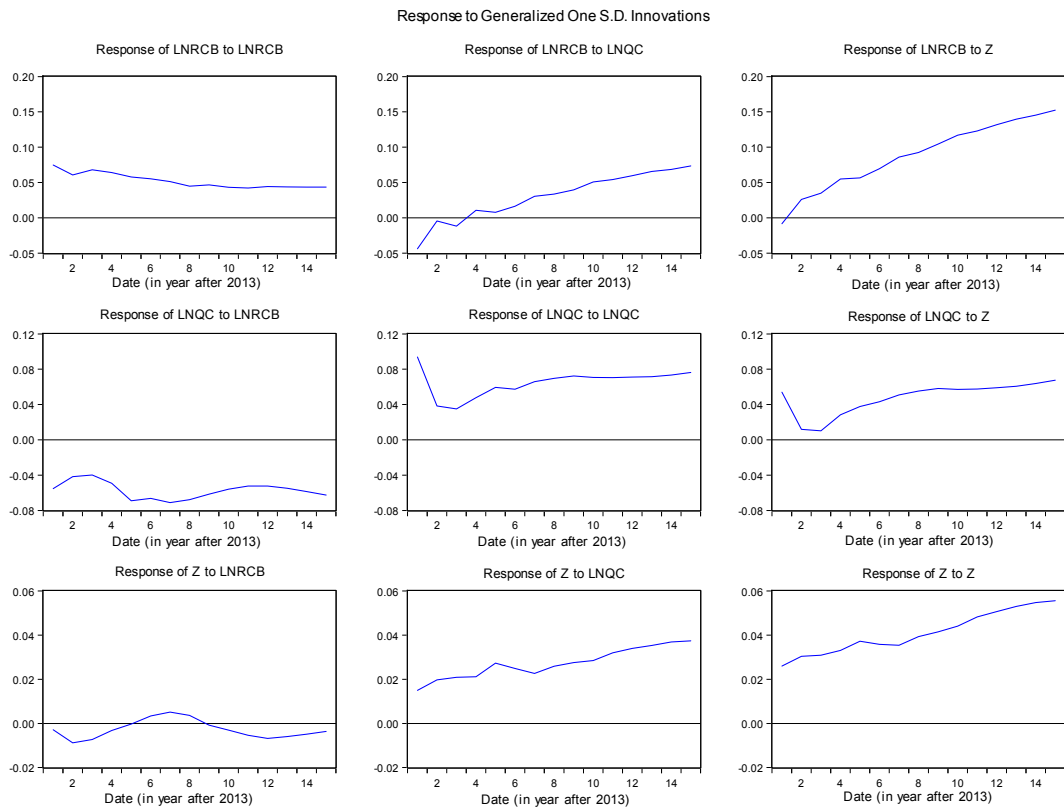 Response to Generalized One S.D. Innovations
Response of LNRCB to LNRCB
0.20
0.15
0.10
0.05
0.00
-0.05
2 4 6 8 10 12 14
Date (in year after 2013)
Response of LNRCB to LNQC
0.20
0.15
0.10
0.05
0.00
-0.05
2 4 6 8 10 12 14
Date (in year after 2013)
Response of LNRCB to Z
0.20
0.15
0.10
0.05
0.00
-0.05
2 4 6 8 10 12 14
Date (in year after 2013)
Response of LNQC to LNRCB
0.12
0.08
0.04
0.00
-0.04
-0.08
2 4 6 8 10 12 14
Date (in year after 2013)
Response of LNQC to LNQC
0.12
0.08
0.04
0.00
-0.04
-0.08
2 4 6 8 10 12 14
Date (in year after 2013)
Response of LNQC to Z
0.12
0.08
0.04
0.00
-0.04
-0.08
2 4 6 8 10 12 14
Date (in year after 2013)
Response of Z to LNRCB
0.06
0.04
0.02
0.00
-0.02
2 4 6 8 10 12 14
Date (in year after 2013)
Response of Z to LNQC
0.06
0.04
0.02
0.00
-0.02
2 4 6 8 10 12 14
Date (in year after 2013)
Response of Z to Z
0.06
0.04
0.02
0.00
-0.02
2 4 6 8 10 12 14
Date (in year after 2013)